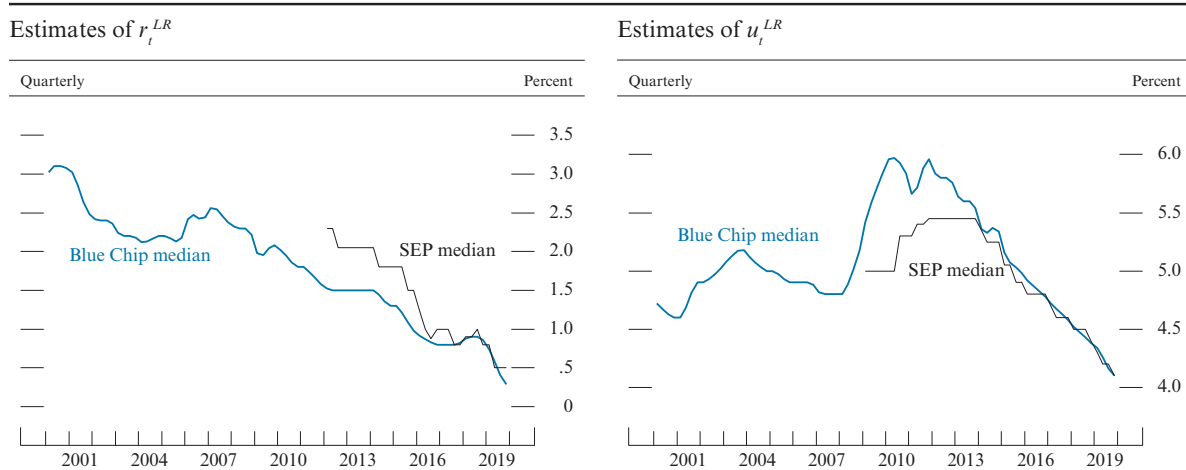 Estimates of r_t^LR
Quarterly Percent
3.5
3.0
2.5
2.0
1.5
1.0
.5
0
Blue Chip median
SEP median
2001 2004 2007 2010 2013 2016 2019
Estimates of u_t^LR
Quarterly Percent
6.0
5.5
5.0
4.5
4.0
Blue Chip median
SEP median
2001 2004 2007 2010 2013 2016 2019